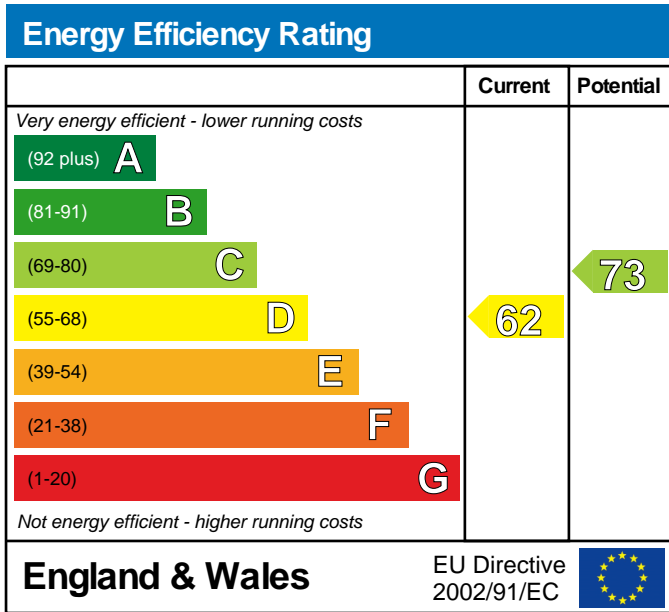 Energy Efficiency Rating
Current Potential
Very energy efficient - lower running costs
(92 plus) A
(81-91) B
(69-80) C
73
(55-68) D
62
(39-54) E
(21-38) F
(1-20) G
Not energy efficient - higher running costs
England & Wales
EU Directive
2002/91/EC